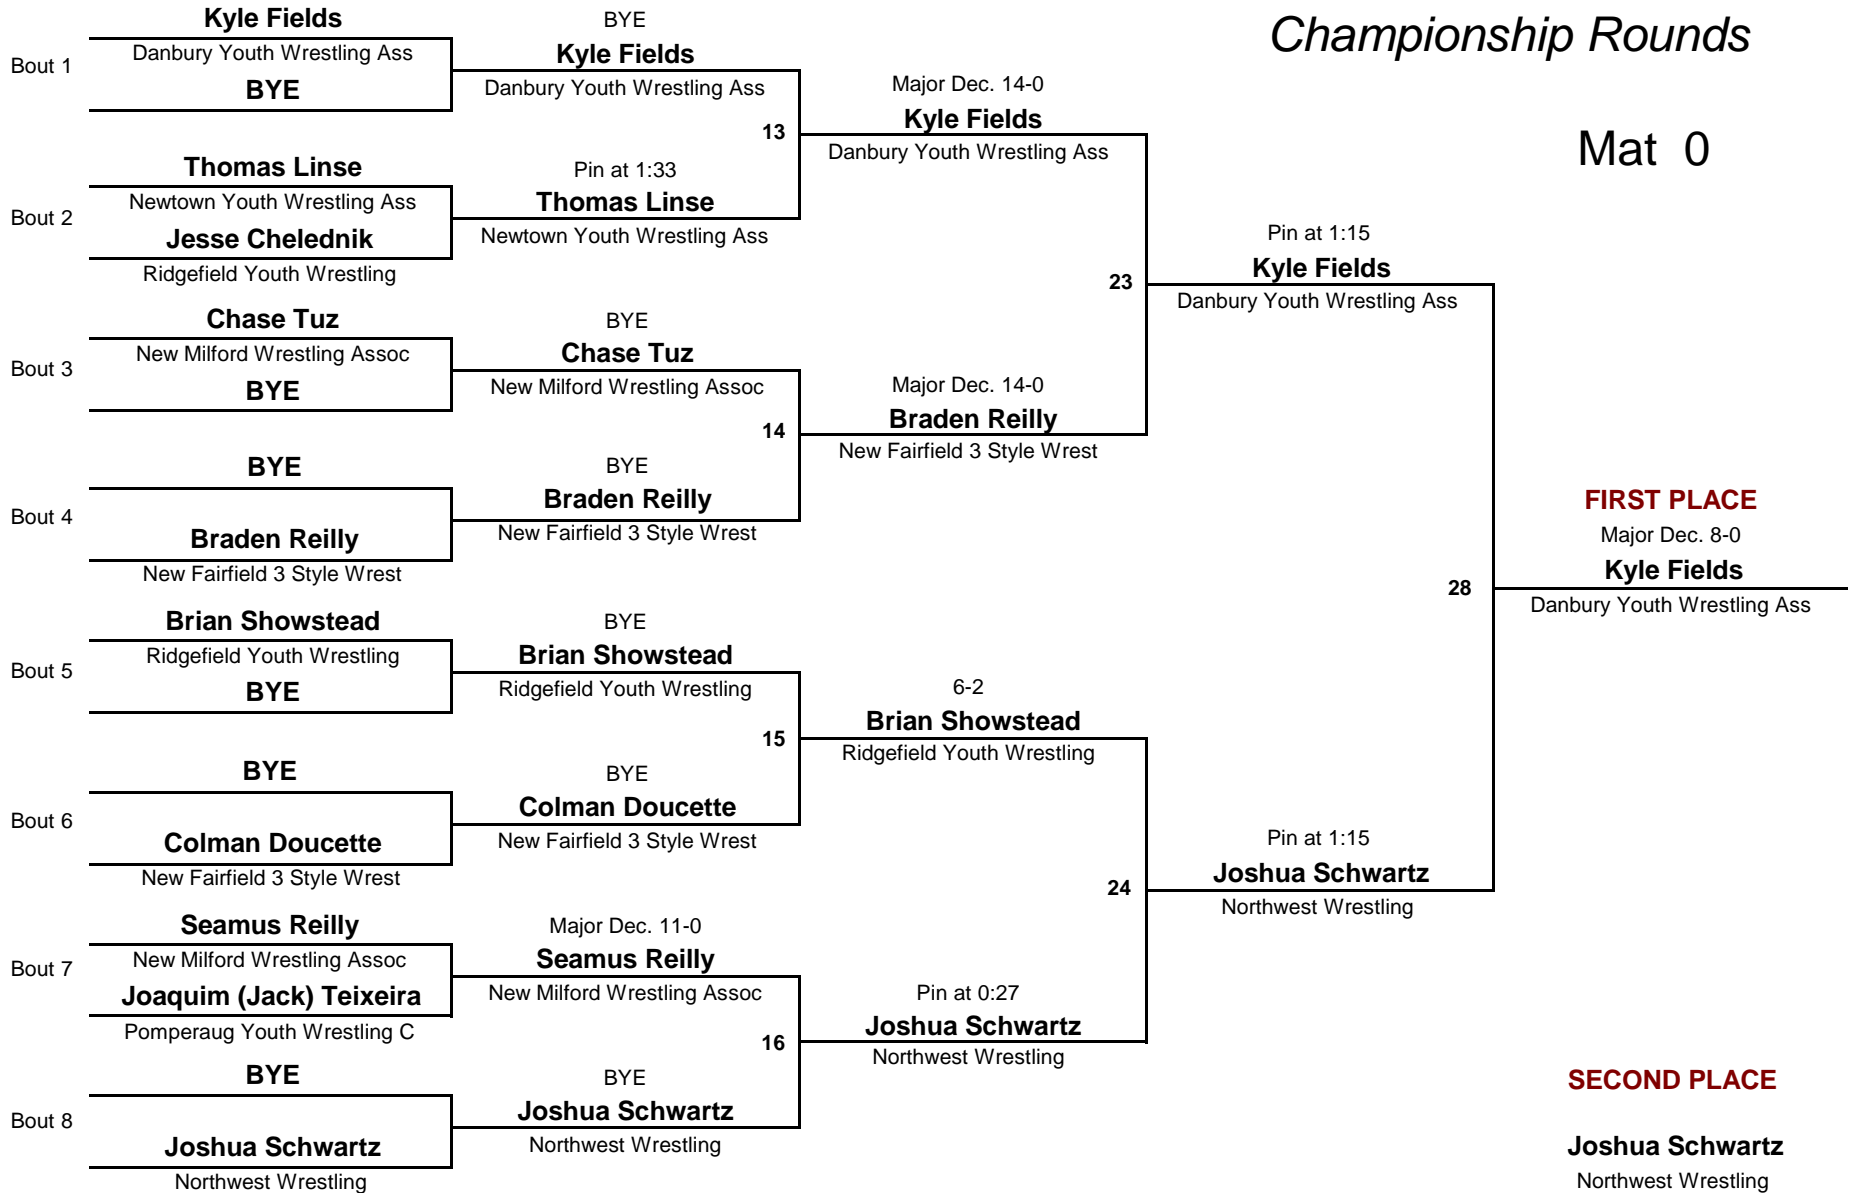 Championship Rounds
Mat 0
Bout 1
Kyle Fields
Danbury Youth Wrestling Ass
BYE
Bout 2
Thomas Linse
Newtown Youth Wrestling Ass
Jesse Chelednik
Ridgefield Youth Wrestling
Bout 3
Chase Tuz
New Milford Wrestling Assoc
BYE
Bout 4
BYE
Braden Reilly
New Fairfield 3 Style Wrest
Bout 5
Brian Showstead
Ridgefield Youth Wrestling
BYE
Bout 6
BYE
Colman Doucette
New Fairfield 3 Style Wrest
Bout 7
Seamus Reilly
New Milford Wrestling Assoc
Joaquim (Jack) Teixeira
Pomperaug Youth Wrestling C
Bout 8
BYE
Joshua Schwartz
Northwest Wrestling
BYE
Kyle Fields
Danbury Youth Wrestling Ass
13
Pin at 1:33
Thomas Linse
Newtown Youth Wrestling Ass
BYE
Chase Tuz
New Milford Wrestling Assoc
14
BYE
Braden Reilly
New Fairfield 3 Style Wrest
BYE
Brian Showstead
Ridgefield Youth Wrestling
15
BYE
Colman Doucette
New Fairfield 3 Style Wrest
Major Dec. 11-0
Seamus Reilly
New Milford Wrestling Assoc
16
BYE
Joshua Schwartz
Northwest Wrestling
Major Dec. 14-0
Kyle Fields
Danbury Youth Wrestling Ass
23
Major Dec. 14-0
Braden Reilly
New Fairfield 3 Style Wrest
6-2
Brian Showstead
Ridgefield Youth Wrestling
24
Pin at 0:27
Joshua Schwartz
Northwest Wrestling
Pin at 1:15
Kyle Fields
Danbury Youth Wrestling Ass
28
Pin at 1:15
Joshua Schwartz
Northwest Wrestling
FIRST PLACE
Major Dec. 8-0
Kyle Fields
Danbury Youth Wrestling Ass
SECOND PLACE
Joshua Schwartz
Northwest Wrestling